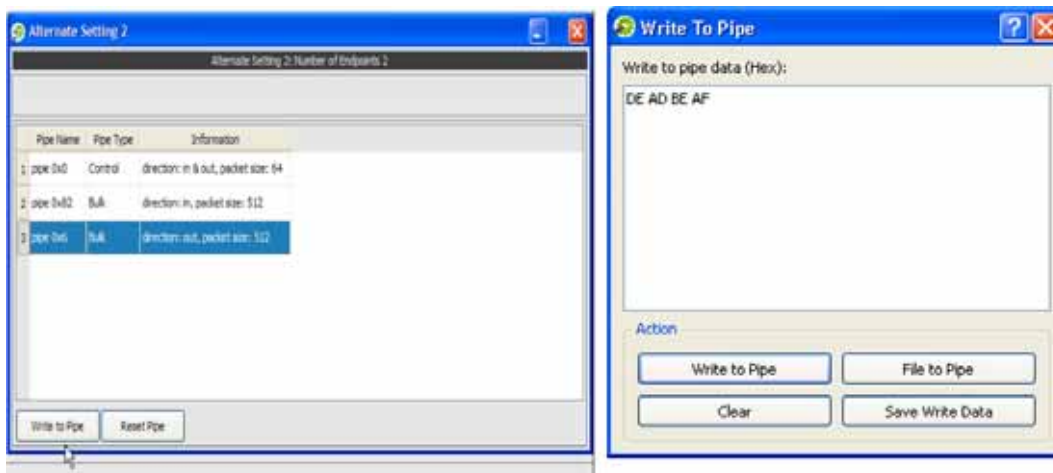 Alternate Setting 2
Alternate Setting 2: Number of Endpoints 2
Pipe Name Pipe Type Information
1 pipe 0x0 Control direction: in & out, packet size: 64
2 pipe 0x82 Bulk direction: in, packet size: 512
3 pipe 0x6 Bulk direction: out, packet size: 512
Write to Pipe Reset Pipe
Write To Pipe
Write to pipe data (Hex):
DE AD BE AF
Action
Write to Pipe File to Pipe
Clear Save Write Data